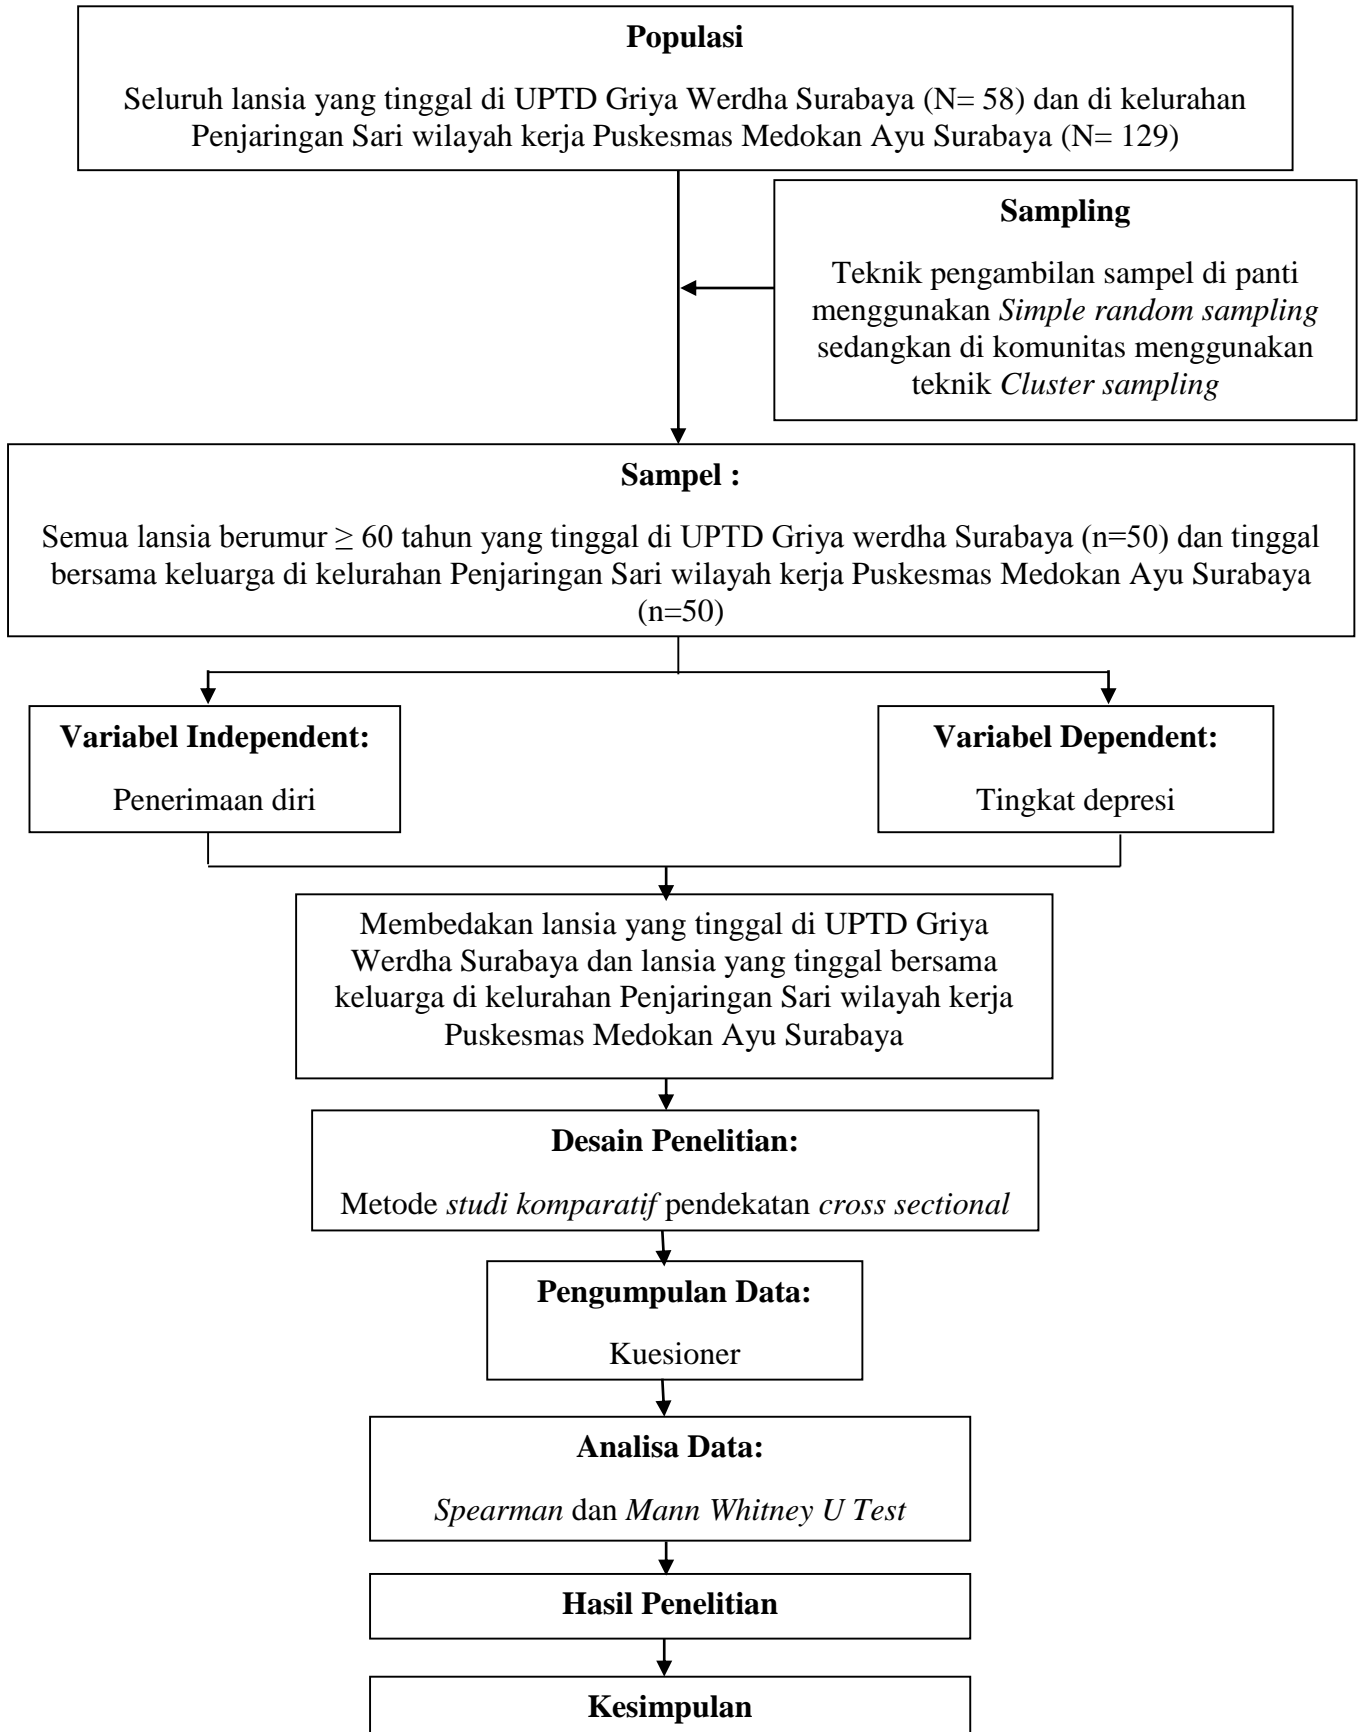 Populasi
Seluruh lansia yang tinggal di UPTD Griya Werdha Surabaya (N= 58) dan di kelurahan
Penjaringan Sari wilayah kerja Puskesmas Medokan Ayu Surabaya (N= 129)
Sampling
Teknik pengambilan sampel di panti
menggunakan Simple random sampling
sedangkan di komunitas menggunakan
teknik Cluster sampling
Sampel :
Semua lansia berumur ≥ 60 tahun yang tinggal di UPTD Griya werdha Surabaya (n=50) dan tinggal
bersama keluarga di kelurahan Penjaringan Sari wilayah kerja Puskesmas Medokan Ayu Surabaya
(n=50)
Variabel Independent:
Penerimaan diri
Variabel Dependent:
Tingkat depresi
Membedakan lansia yang tinggal di UPTD Griya
Werdha Surabaya dan lansia yang tinggal bersama
keluarga di kelurahan Penjaringan Sari wilayah kerja
Puskesmas Medokan Ayu Surabaya
Desain Penelitian:
Metode studi komparatif pendekatan cross sectional
Pengumpulan Data:
Kuesioner
Analisa Data:
Spearman dan Mann Whitney U Test
Hasil Penelitian
Kesimpulan